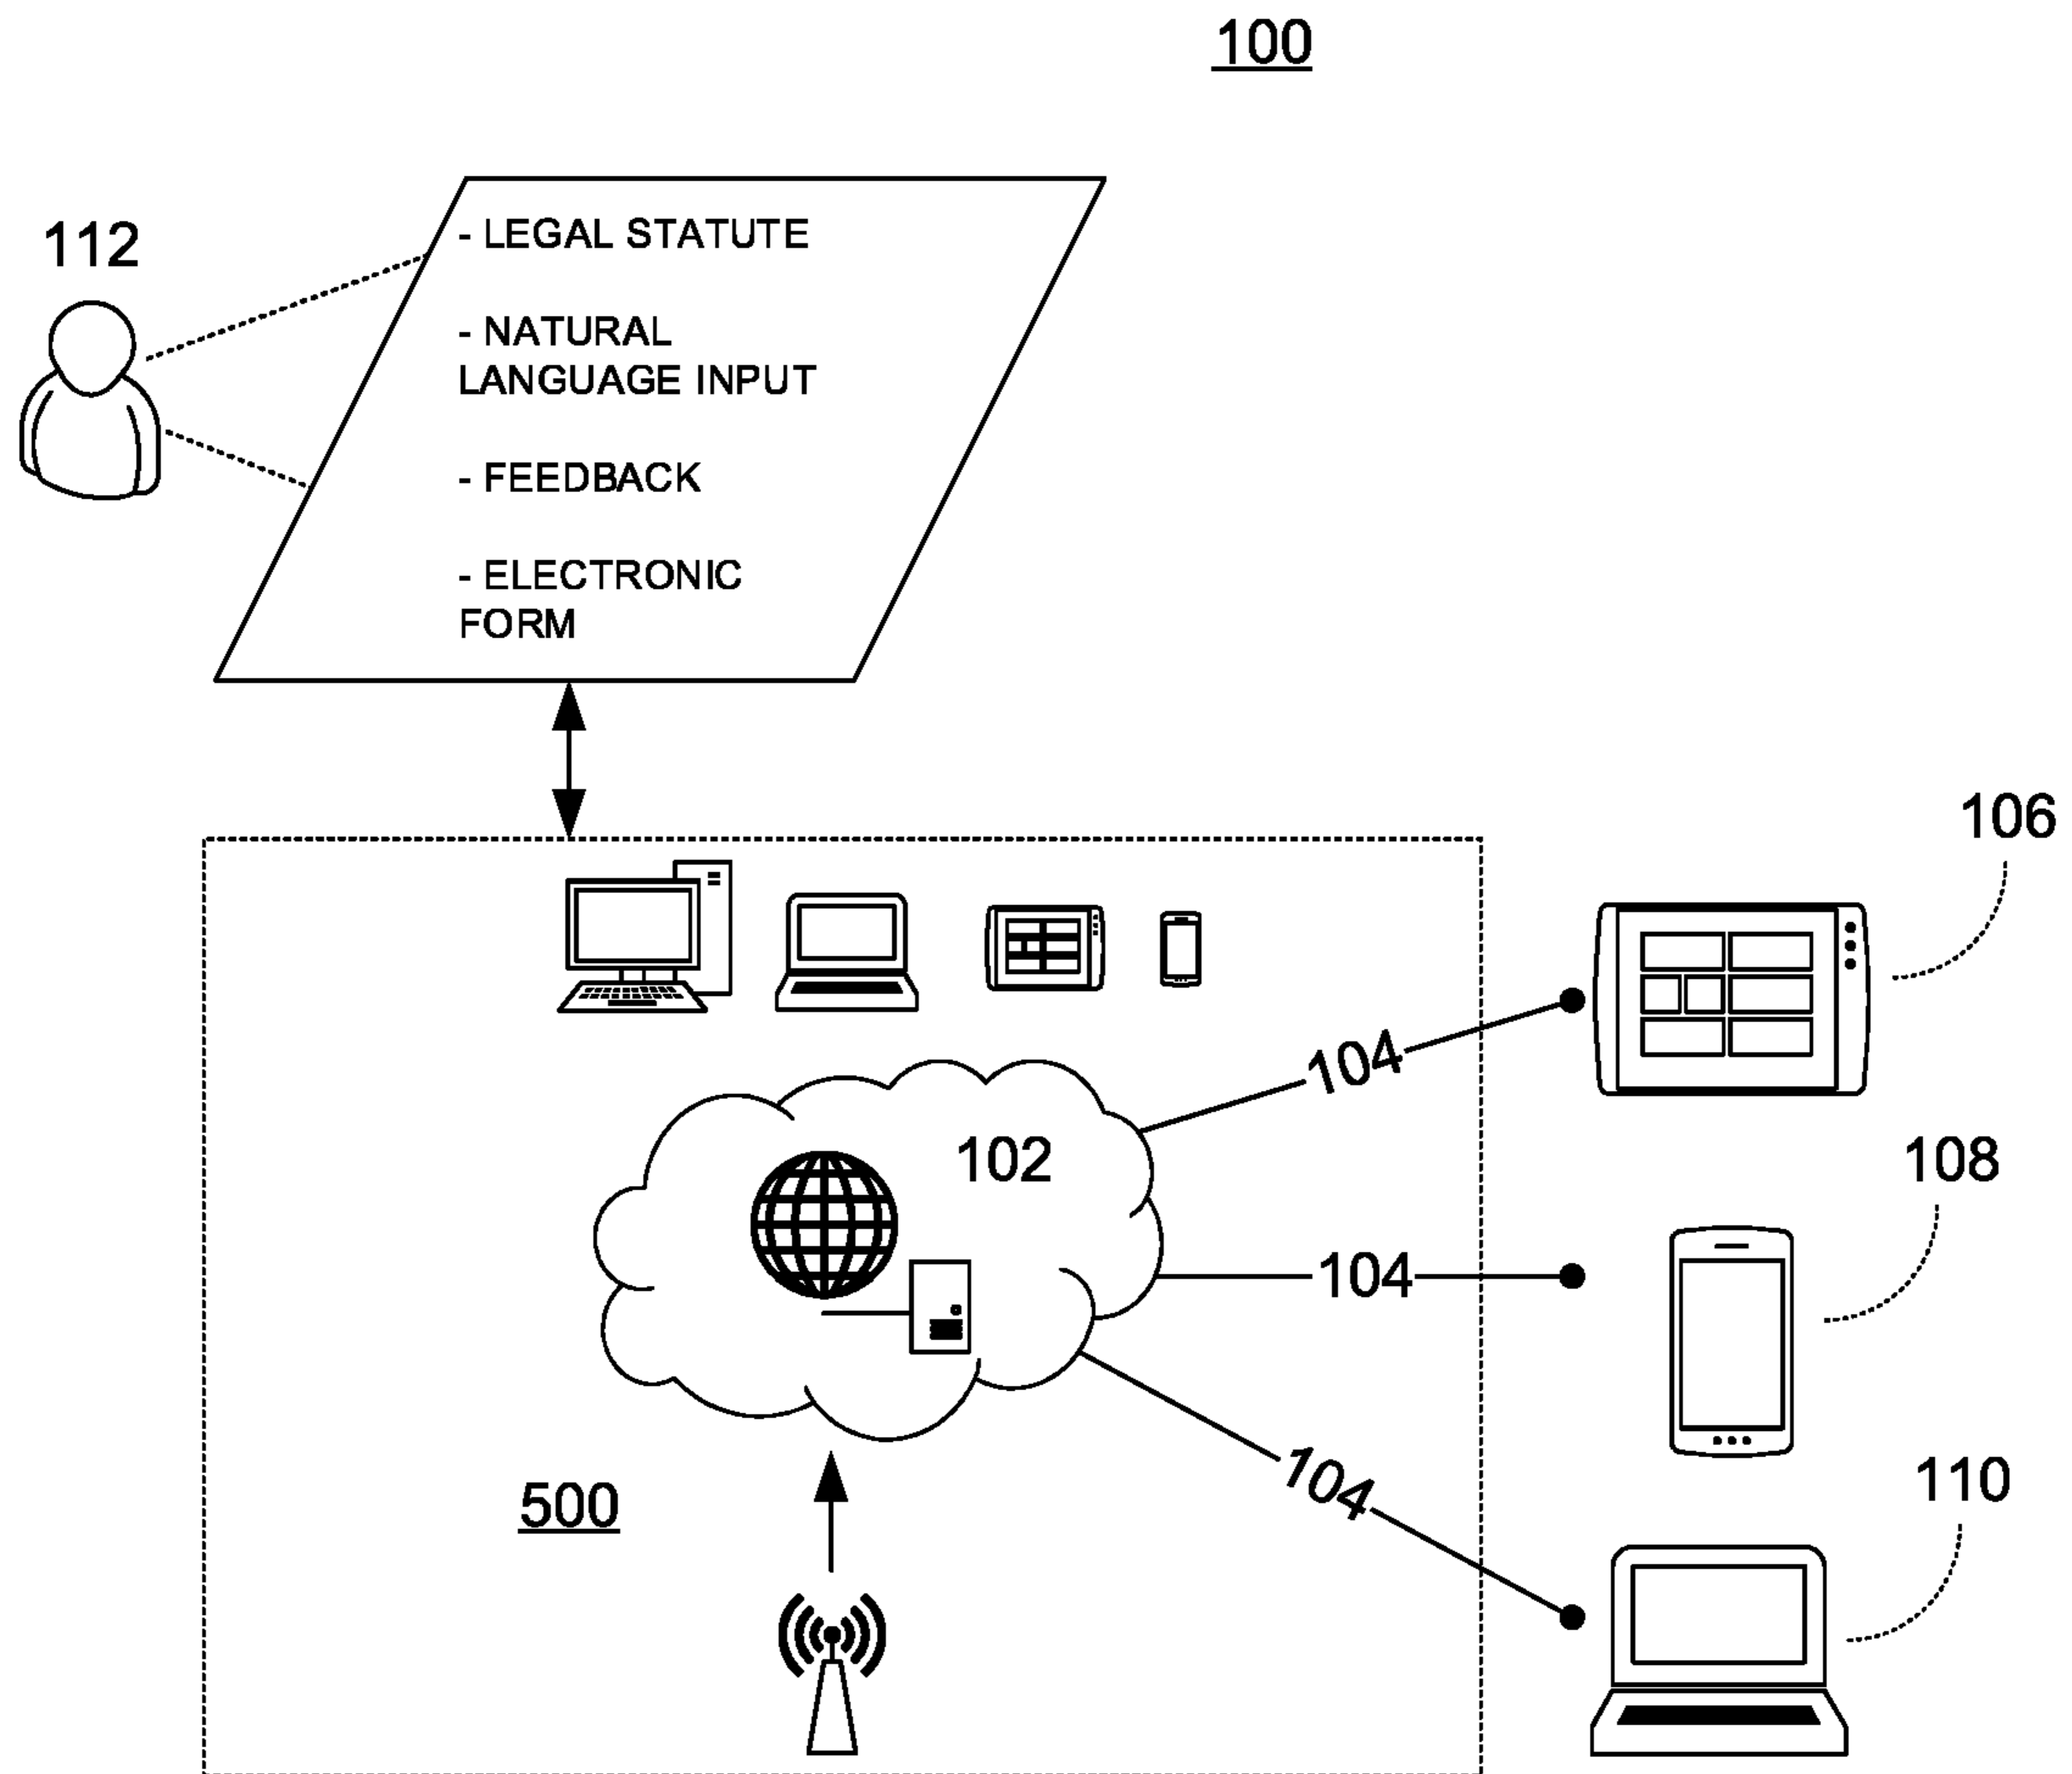 100
112
- LEGAL STATUTE
- NATURAL
LANGUAGE INPUT
- FEEDBACK
- ELECTRONIC
FORM
106
104
102
108
104
104
110
500